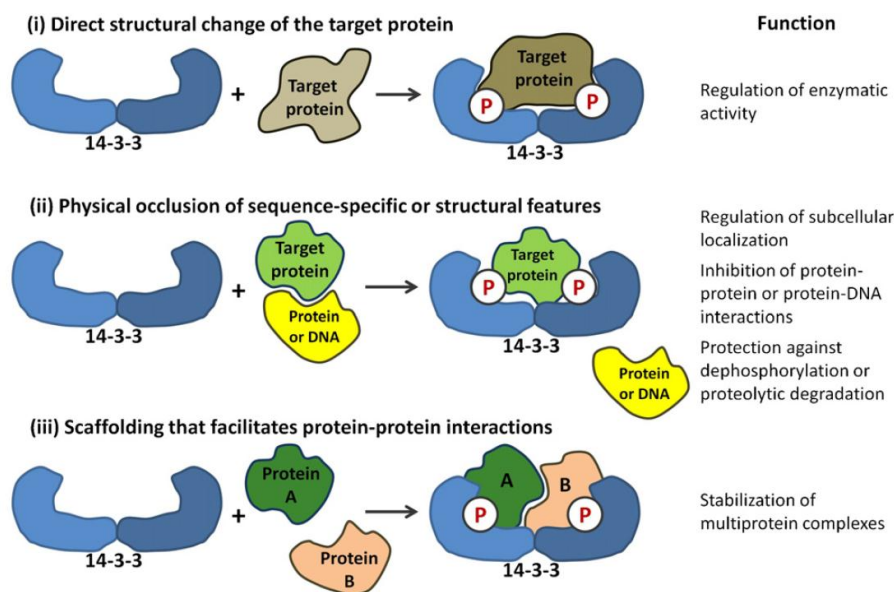 (i) Direct structural change of the target protein
Function
Target
protein
+
14-3-3
Target
protein
P
P
14-3-3
Regulation of enzymatic
activity
(ii) Physical occlusion of sequence-specific or structural features
Target
protein
+
Protein
or DNA
14-3-3
Target
protein
P
P
14-3-3
Protein
or DNA
Regulation of subcellular
localization
Inhibition of protein-
protein or protein-DNA
interactions
Protection against
dephosphorylation or
proteolytic degradation
(iii) Scaffolding that facilitates protein-protein interactions
Protein
A
+
Protein
B
14-3-3
A
B
P
P
14-3-3
Stabilization of
multiprotein complexes